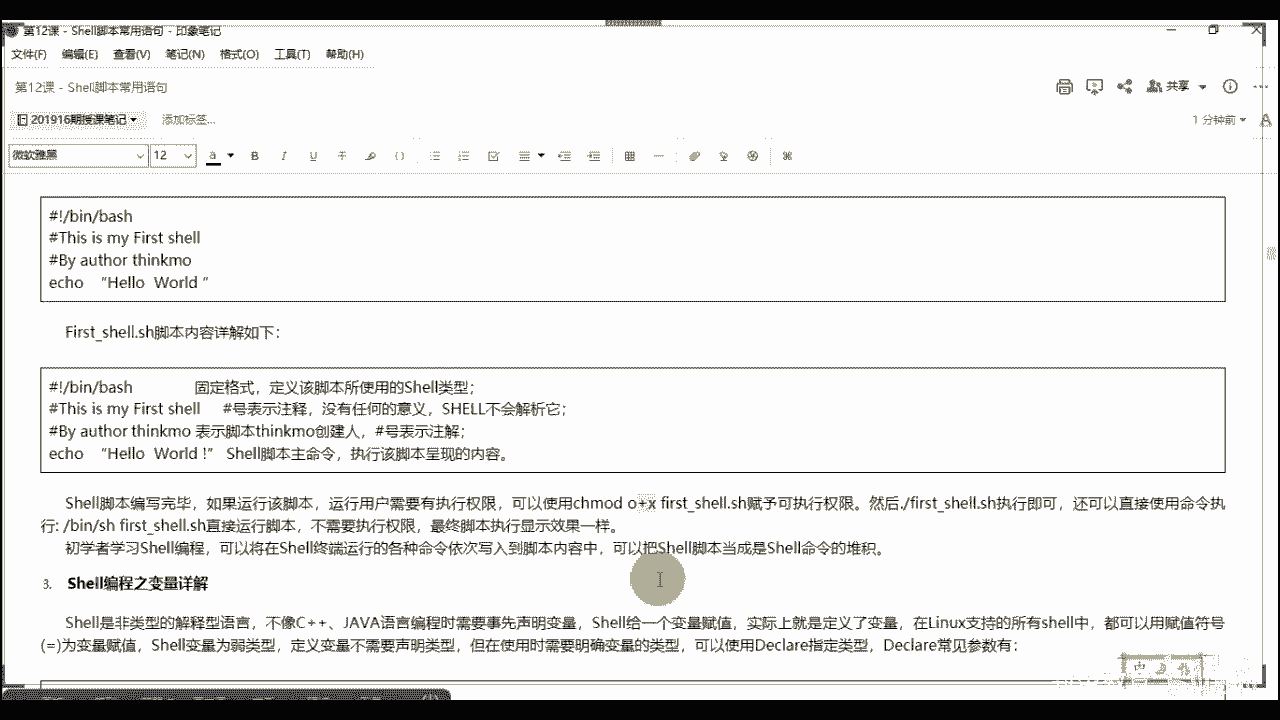 第12课 - Shell脚本常用语句 - 印象笔记
文件(F) 编辑(E) 查看(V) 笔记(N) 格式(O) 工具(T) 帮助(H)
第12课 - Shell脚本常用语句
共享
201916期授课笔记
添加标签...
1 分钟前
微软雅黑 12 a B I U T
#!/bin/bash
#This is my First shell
#By author thinkmo
echo “Hello World ”
First_shell.sh脚本内容详解如下：
#!/bin/bash 固定格式，定义该脚本所使用的Shell类型；
#This is my First shell #号表示注释，没有任何的意义，SHELL不会解析它；
#By author thinkmo 表示脚本thinkmo创建人，#号表示注解；
echo “Hello World !” Shell脚本主命令，执行该脚本呈现的内容。
Shell脚本编写完毕，如果运行该脚本，运行用户需要有执行权限，可以使用chmod o+x first_shell.sh赋予可执行权限。然后./first_shell.sh执行即可，还可以直接使用命令执
行: /bin/sh first_shell.sh直接运行脚本，不需要执行权限，最终脚本执行显示效果一样。
初学者学习Shell编程，可以将在Shell终端运行的各种命令依次写入到脚本内容中，可以把Shell脚本当成是Shell命令的堆积。
3. Shell编程之变量详解
Shell是非类型的解释型语言，不像C++、JAVA语言编程时需要事先声明变量，Shell给一个变量赋值，实际上就是定义了变量，在Linux支持的所有shell中，都可以用赋值符号
(=)为变量赋值，Shell变量为弱类型，定义变量不需要声明类型，但在使用时需要明确变量的类型，可以使用Declare指定类型，Declare常见参数有：